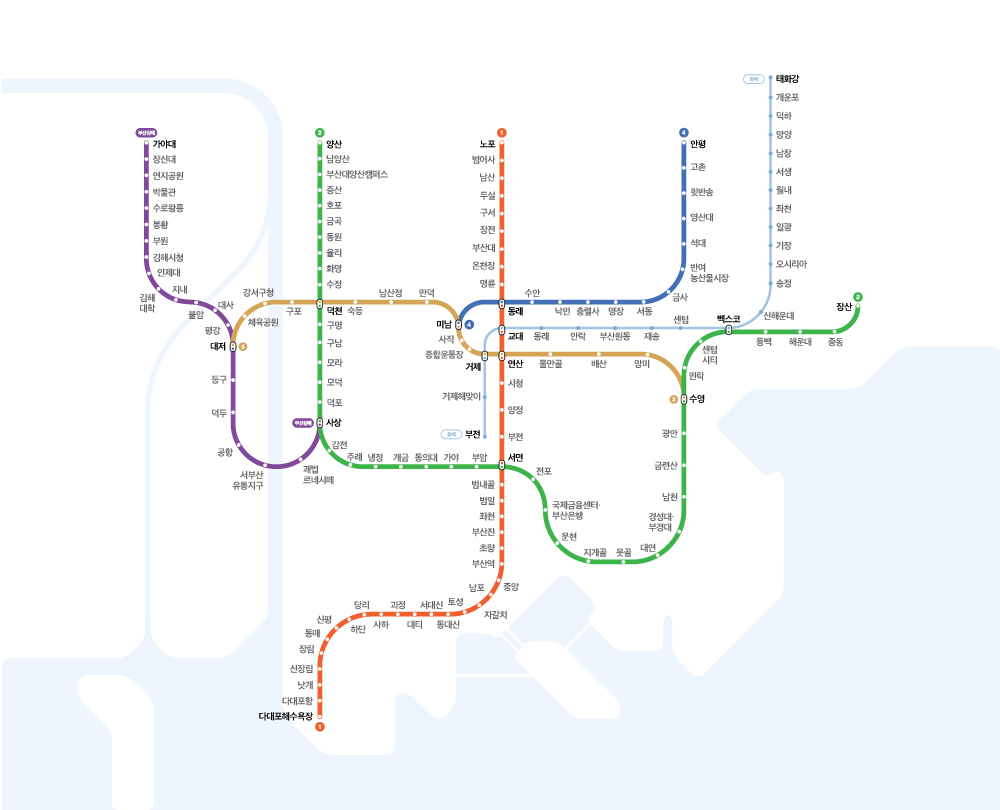 부산김해
가야대
장신대
연지공원
박물관
수로왕릉
봉황
부원
김해시청
인제대
김해
대학
지내
불암
대사
평강
대저
3
등구
덕두
공항
서부산
유통지구
괘법
르네시떼
부산김해
사상
강서구청
체육공원
구포
덕천
숙등
남산정
만덕
미남
4
사직
종합운동장
거제
연산
물만골
배산
망미
3
수영
2
양산
남양산
부산대양산캠퍼스
증산
호포
금곡
동원
율리
화명
수정
구명
구남
모라
모덕
덕포
감전
주례
냉정
개금
동의대
가야
부암
서면
전포
국제금융센터·
부산은행
문현
지게골
못골
대연
경성대·
부경대
남천
금련산
광안
민락
센텀
시티
벡스코
동백
해운대
중동
장산
2
1
노포
범어사
남산
두실
구서
장전
부산대
온천장
명륜
동래
교대
시청
양정
부전
범내골
범일
좌천
부산진
초량
부산역
중앙
남포
자갈치
토성
동대신
서대신
대티
괴정
사하
당리
하단
신평
동매
장림
신장림
낫개
다대포항
다대포해수욕장
1
4
안평
고촌
윗반송
영산대
석대
반여
농산물시장
금사
서동
명장
충렬사
낙민
수안
동해
태화강
개운포
덕하
망양
남창
서생
월내
좌천
일광
기장
오시리아
송정
신해운대
센텀
재송
부산원동
안락
동래
거제해맞이
동해
부전